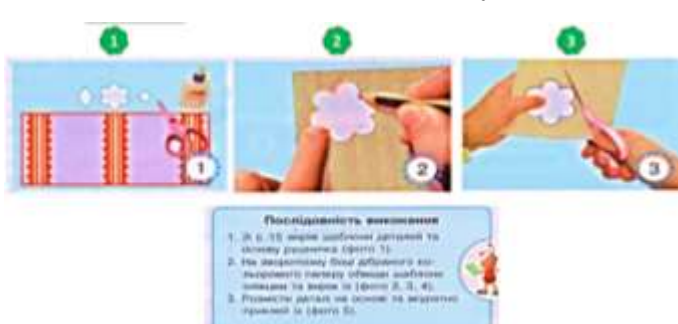 1 2 3
1
2
3
Послідовність виконання
1. Зі с. 15 виріж шаблони деталей та
основу рушничка (фото 1).
2. На зворотному боці дібраного ко-
льорового паперу обведи шаблони
олівцем та виріж їх (фото 2, 3, 4).
3. Розмісти деталі на основі та акуратно
приклей їх (фото 5).